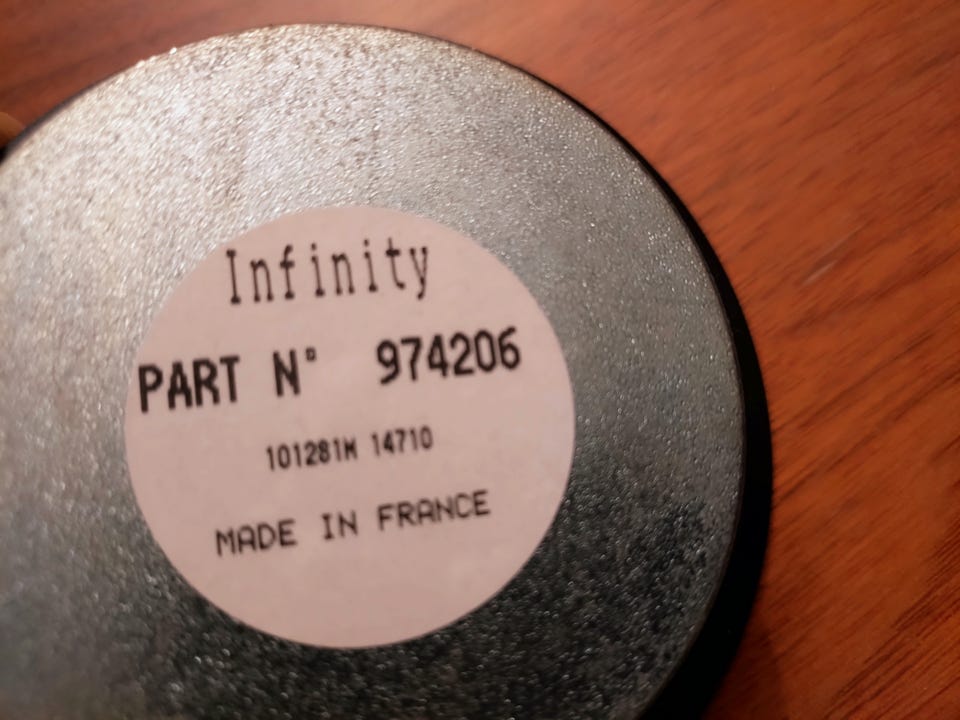 Infinity
PART N° 974206
101281M 14710
MADE IN FRANCE